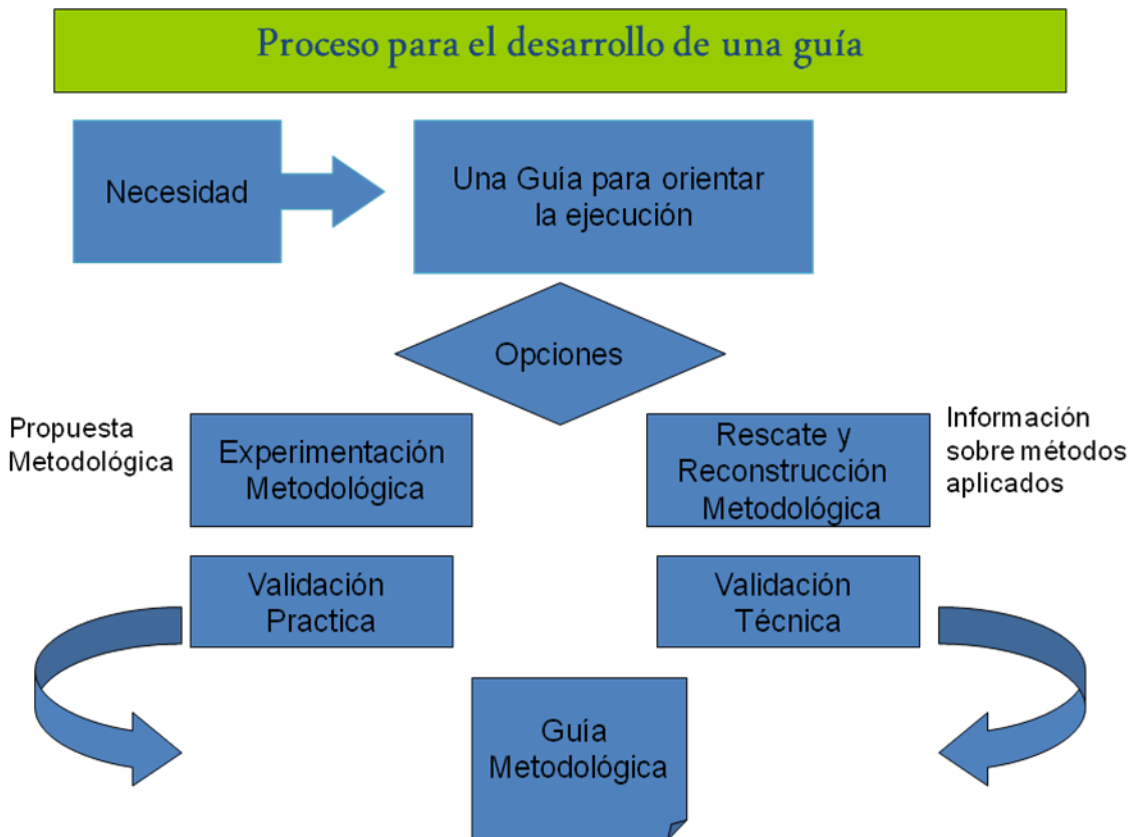 Proceso para el desarrollo de una guía
Necesidad
Una Guía para orientar
la ejecución
Opciones
Propuesta
Metodológica
Experimentación
Metodológica
Rescate y
Reconstrucción
Metodológica
Información
sobre métodos
aplicados
Validación
Practica
Validación
Técnica
Guía
Metodológica